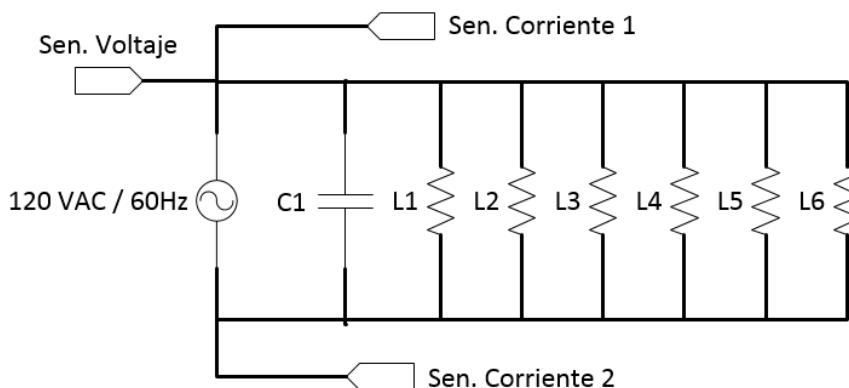 Sen. Corriente 1
Sen. Voltaje
120 VAC / 60Hz
C1
L1
L2
L3
L4
L5
L6
Sen. Corriente 2